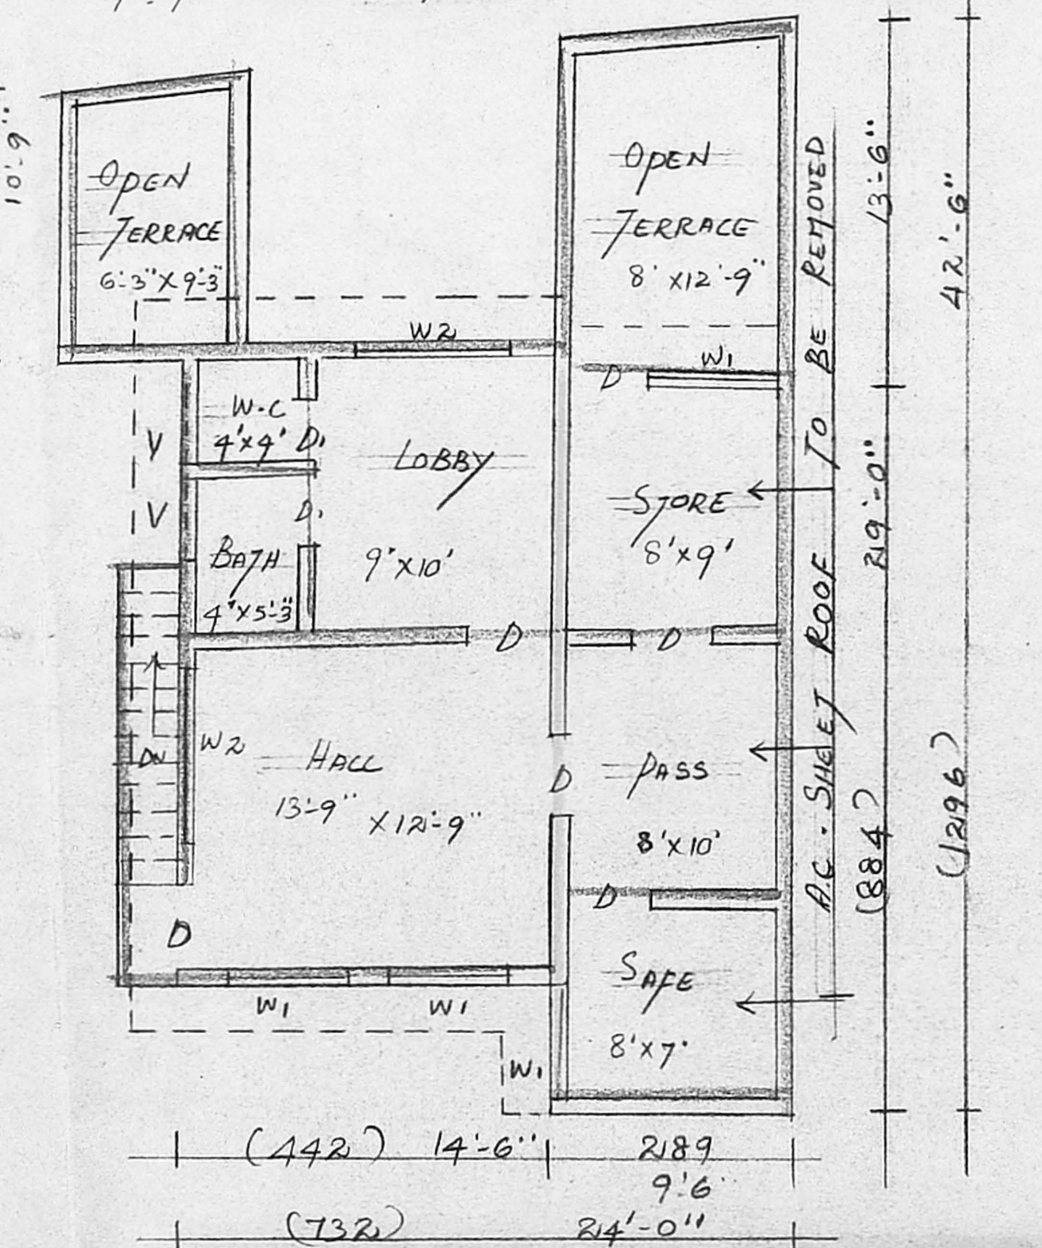 10'-9"
OPEN
TERRACE
6'-3"X9'-3"
OPEN
TERRACE
8' X12'-9"
W2
D
W1
W.C
4'X4'
D1
V
V
LOBBY
9'X10'
D1
BATH
4'X5'-3"
STORE
8'X9'
D
D
DN
W2
HALL
13'-9"
X12'-9"
D
PASS
8'X10'
D
D
SAFE
8'X7'
W1
W1
W1
A.C. SHEET ROOF TO BE REMOVED
13'-6"
29'-0"
(884)
42'-6"
(1296)
(442) 14'-6" 289
9'6
(732) 24'-0"